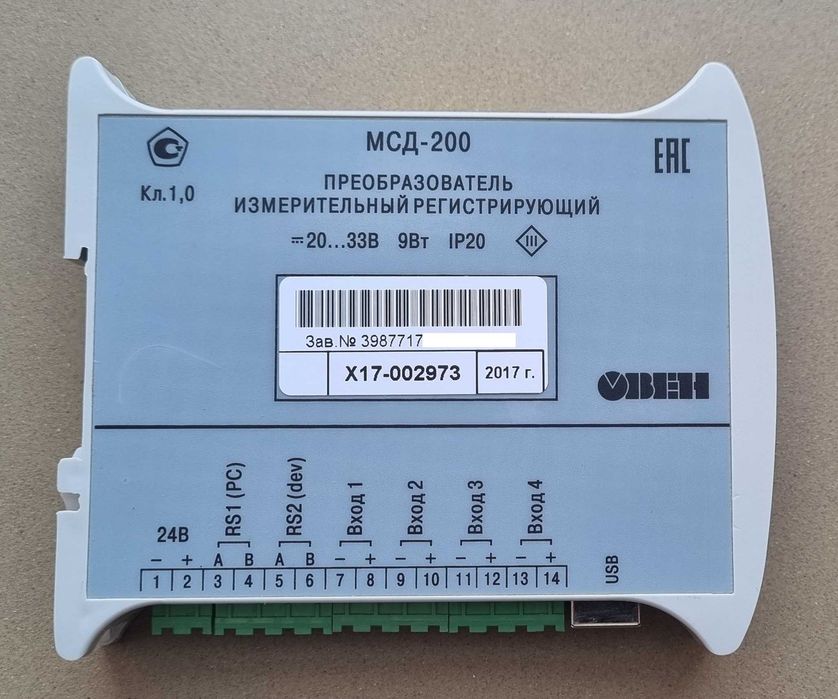 МСД-200
EAC
Кл.1,0
ПРЕОБРАЗОВАТЕЛЬ
ИЗМЕРИТЕЛЬНЫЙ РЕГИСТРИРУЮЩИЙ
⎓20...33В 9Вт IP20 III
Зав.№ 3987717
X17-002973 2017 г.
ОВЕН
24В RS1 (PC) RS2 (dev) Вход 1 Вход 2 Вход 3 Вход 4 USB
– + A B A B – + – + – + – +
1 2 3 4 5 6 7 8 9 10 11 12 13 14